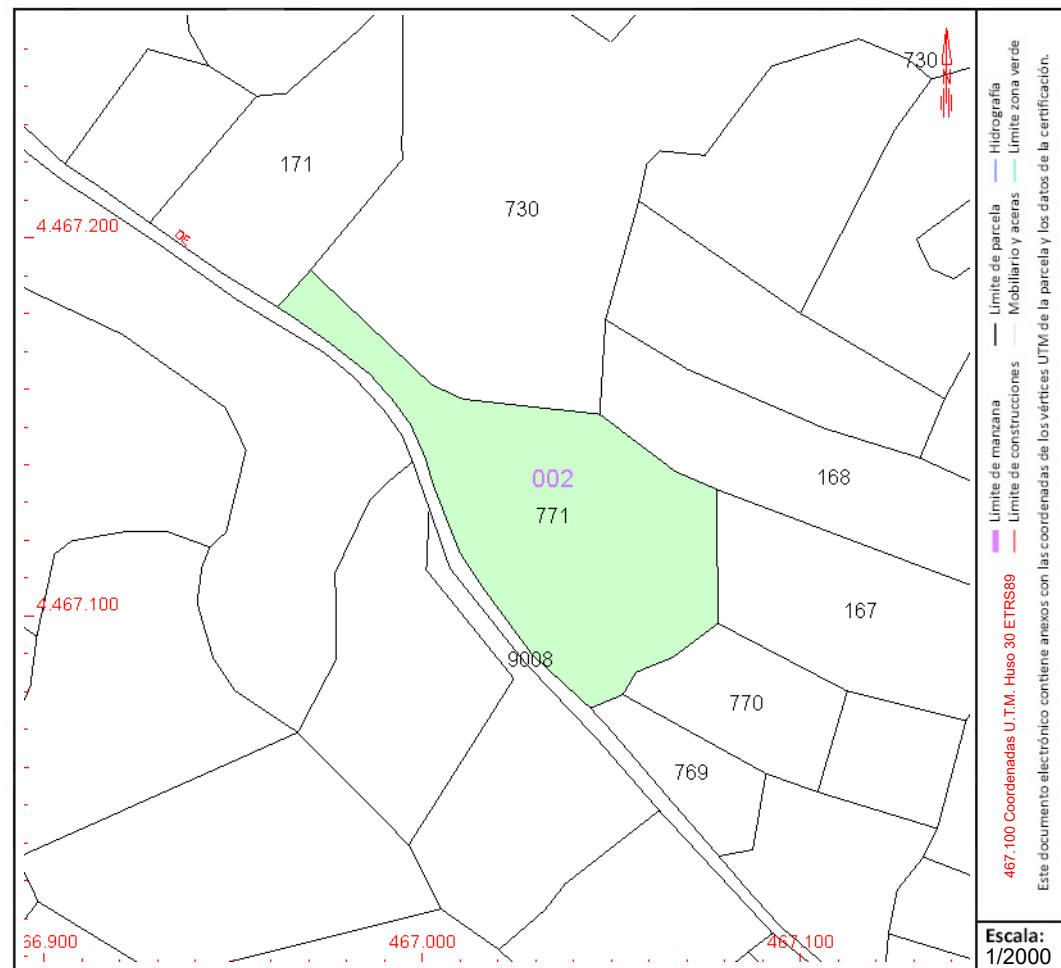 730
171
730
4.467.200
DE
002
771
168
4.467.100
167
9008
770
769
66.900
467.000
467.100
Límite de manzana
Límite de parcela
Hidrografía
Límite de construcciones
Mobiliario y aceras
Límite zona verde
467.100 Coordenadas U.T.M. Huso 30 ETRS89
Este documento electrónico contiene anexos con las coordenadas de los vértices UTM de la parcela y los datos de la certificación.
N
Escala:
1/2000